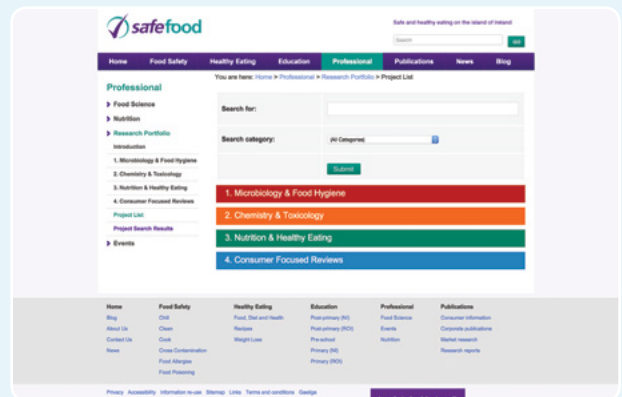 safefood
Safe and healthy eating on the island of Ireland
Search
GO
Home Food Safety Healthy Eating Education Professional Publications News Blog
You are here: Home > Professional > Research Portfolio > Project List
Professional
Food Science
Nutrition
Research Portfolio
Introduction
1. Microbiology & Food Hygiene
2. Chemistry & Toxicology
3. Nutrition & Healthy Eating
4. Consumer Focused Reviews
Project List
Project Search Results
Events
Search for:
Search category:
(All Categories)
Submit
1. Microbiology & Food Hygiene
2. Chemistry & Toxicology
3. Nutrition & Healthy Eating
4. Consumer Focused Reviews
Home Food Safety Healthy Eating Education Professional Publications
Blog Chill Food, Diet and Health Post-primary (NI) Food Science Consumer information
About Us Clean Recipes Post-primary (ROI) Events Corporate publications
Contact Us Cook Weight Loss Pre-school Nutrition Market research
News Cross Contamination Primary (NI) Research reports
Food Allergies Primary (ROI)
Food Poisoning
Privacy Accessibility Information re-use Sitemap Links Terms and conditions Gaeilge